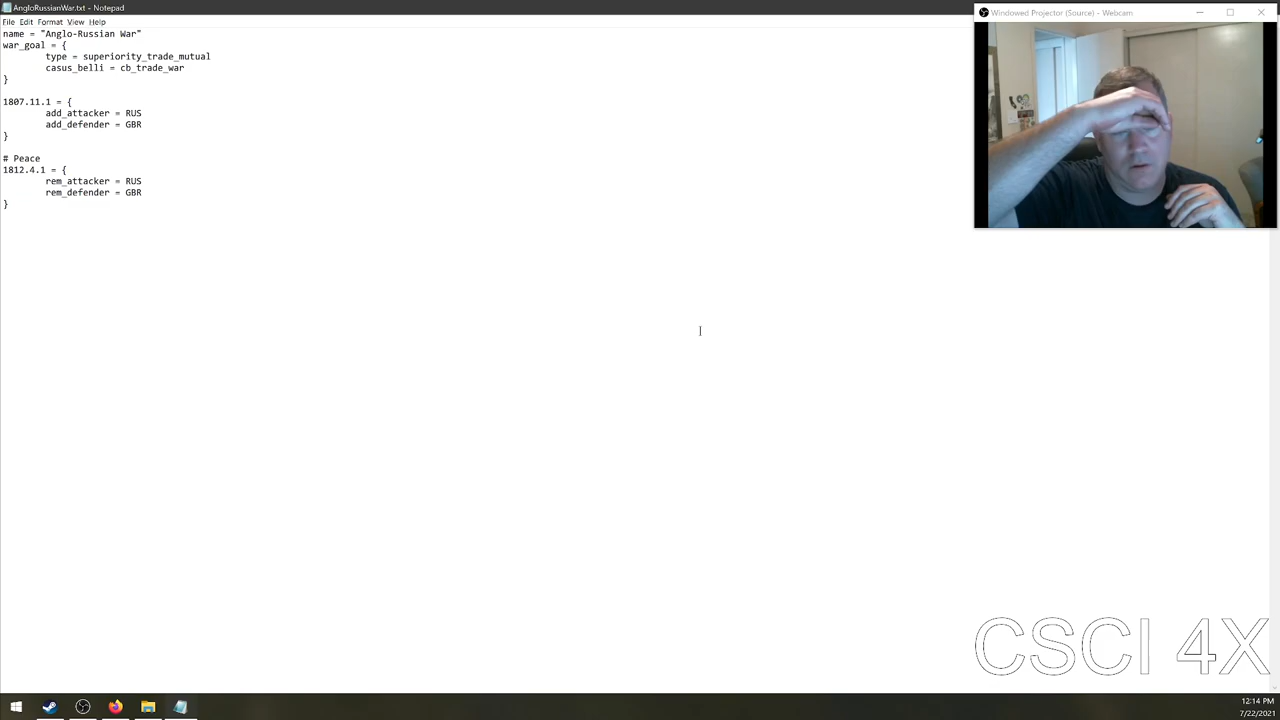 AngloRussianWar.txt - Notepad
File Edit Format View Help
name = "Anglo-Russian War"
war_goal = {
type = superiority_trade_mutual
casus_belli = cb_trade_war
}
1807.11.1 = {
add_attacker = RUS
add_defender = GBR
}
# Peace
1812.4.1 = {
rem_attacker = RUS
rem_defender = GBR
}
Windowed Projector (Source) - Webcam
CSCI 4X
12:14 PM
7/22/2021